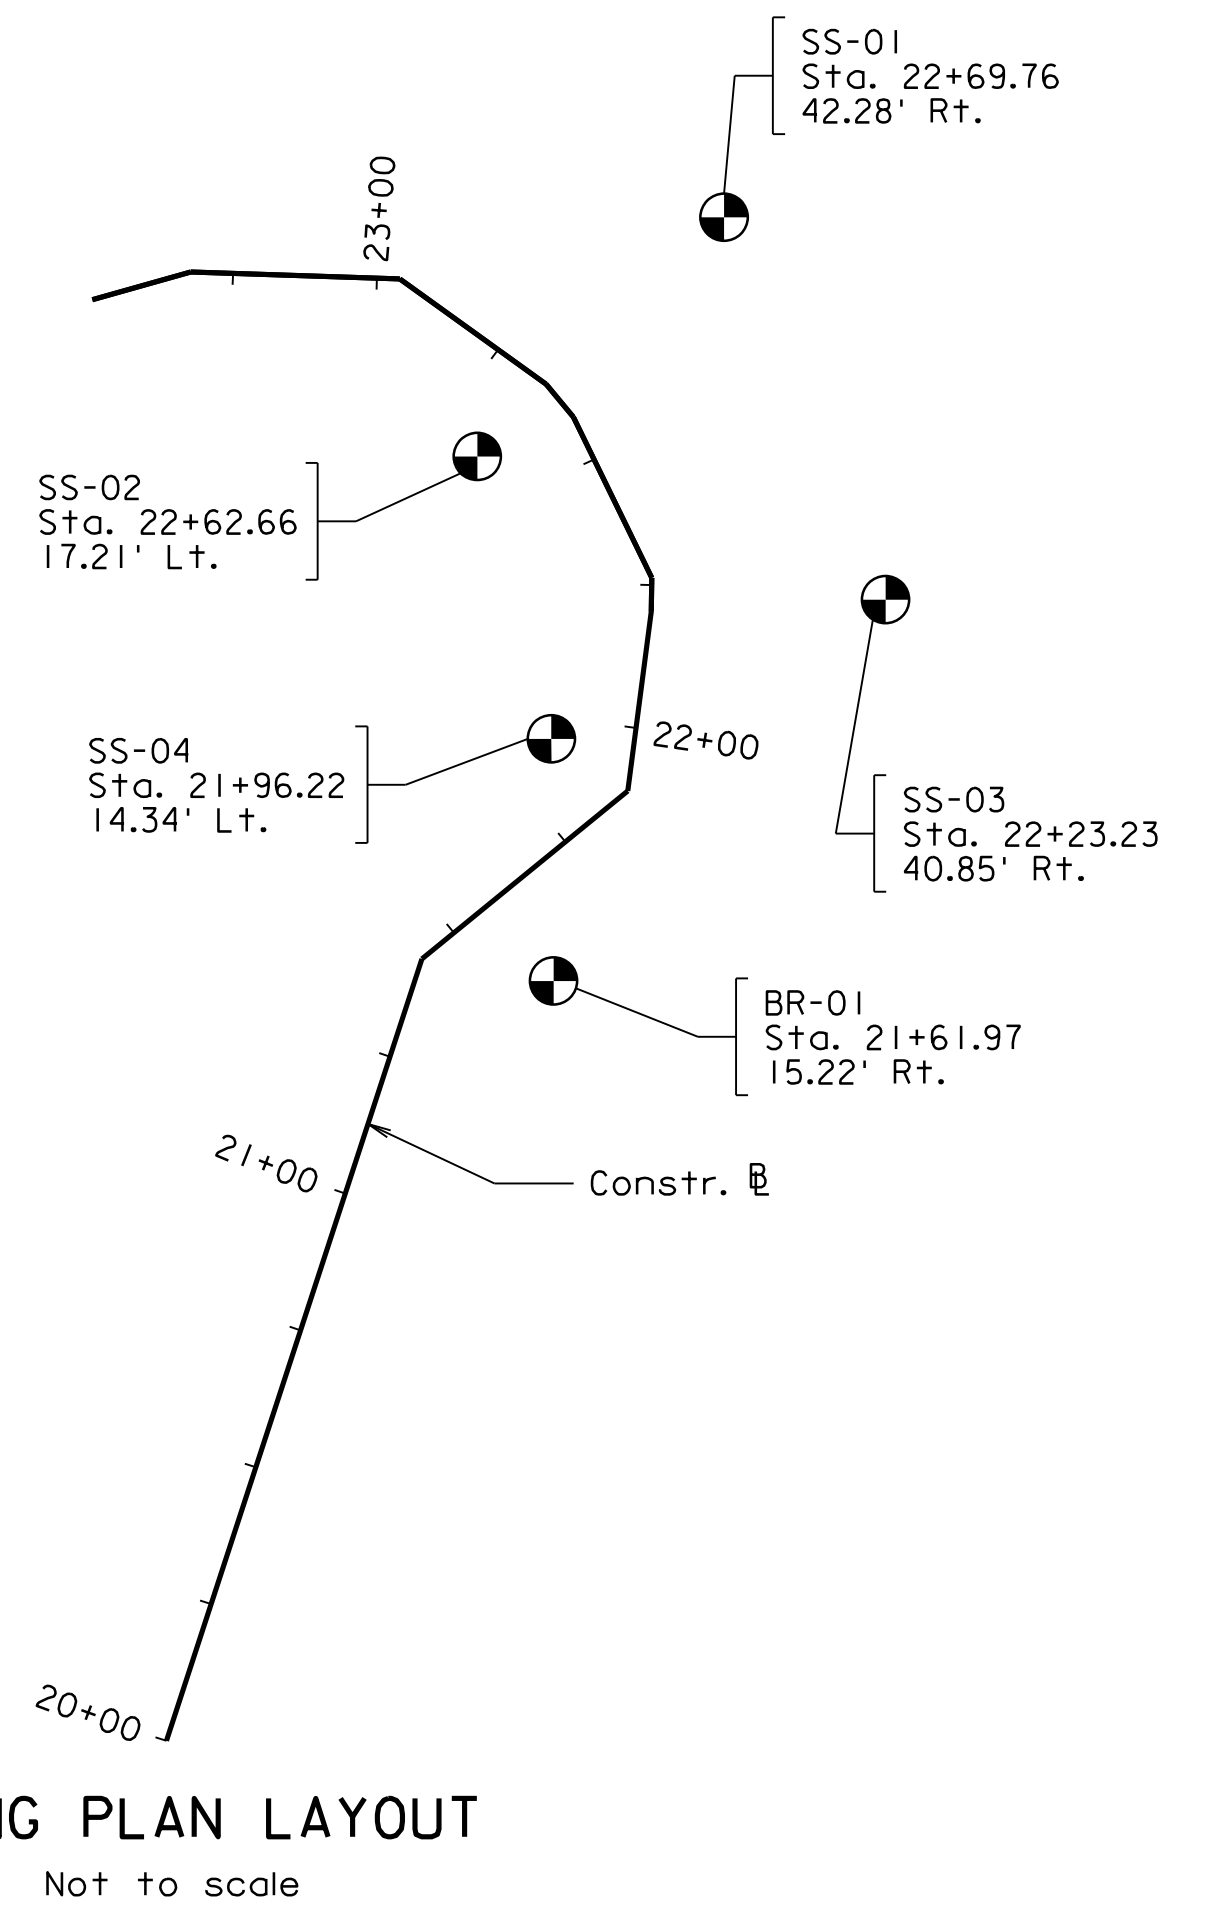 SS-01
Sta. 22+69.76
42.28' Rt.
23+00
SS-02
Sta. 22+62.66
17.21' Lt.
SS-04
Sta. 21+96.22
14.34' Lt.
22+00
SS-03
Sta. 22+23.23
40.85' Rt.
BR-01
Sta. 21+61.97
15.22' Rt.
21+00
Constr. BL
20+00
PLAN LAYOUT
Not to scale